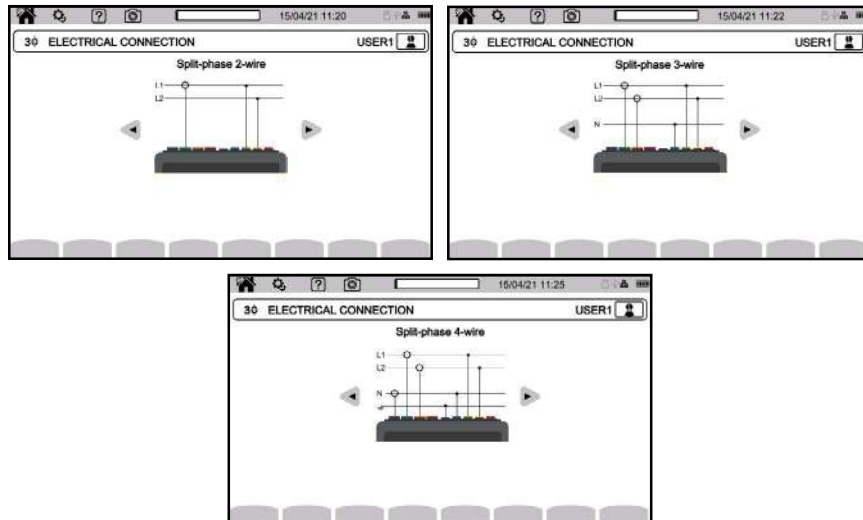 15/04/21 11:20
3ϕ ELECTRICAL CONNECTION USER1
Split-phase 2-wire
L1
L2
15/04/21 11:22
3ϕ ELECTRICAL CONNECTION USER1
Split-phase 3-wire
L1
L2
N
15/04/21 11:25
3ϕ ELECTRICAL CONNECTION USER1
Split-phase 4-wire
L1
L2
N